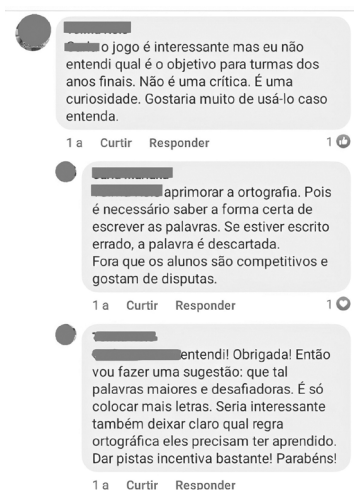 o jogo é interessante mas eu não
entendi qual é o objetivo para turmas dos
anos finais. Não é uma crítica. É uma
curiosidade. Gostaria muito de usá-lo caso
entenda.
1 a Curtir Responder 1
aprimorar a ortografia. Pois
é necessário saber a forma certa de
escrever as palavras. Se estiver escrito
errado, a palavra é descartada.
Fora que os alunos são competitivos e
gostam de disputas.
1 a Curtir Responder 1
entendi! Obrigada! Então
vou fazer uma sugestão: que tal
palavras maiores e desafiadoras. É só
colocar mais letras. Seria interessante
também deixar claro qual regra
ortográfica eles precisam ter aprendido.
Dar pistas incentiva bastante! Parabéns!
1 a Curtir Responder